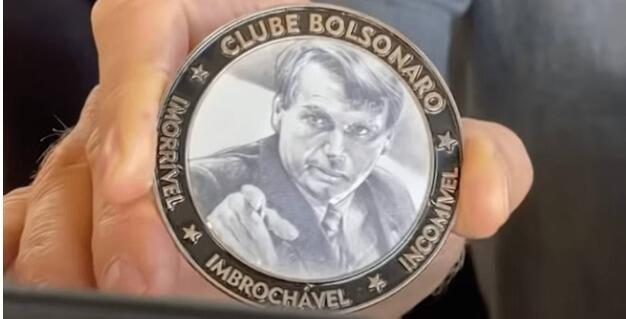 CLUBE BOLSONARO
IMORRÍVEL
IMBROCHÁVEL
INCOMÍVEL